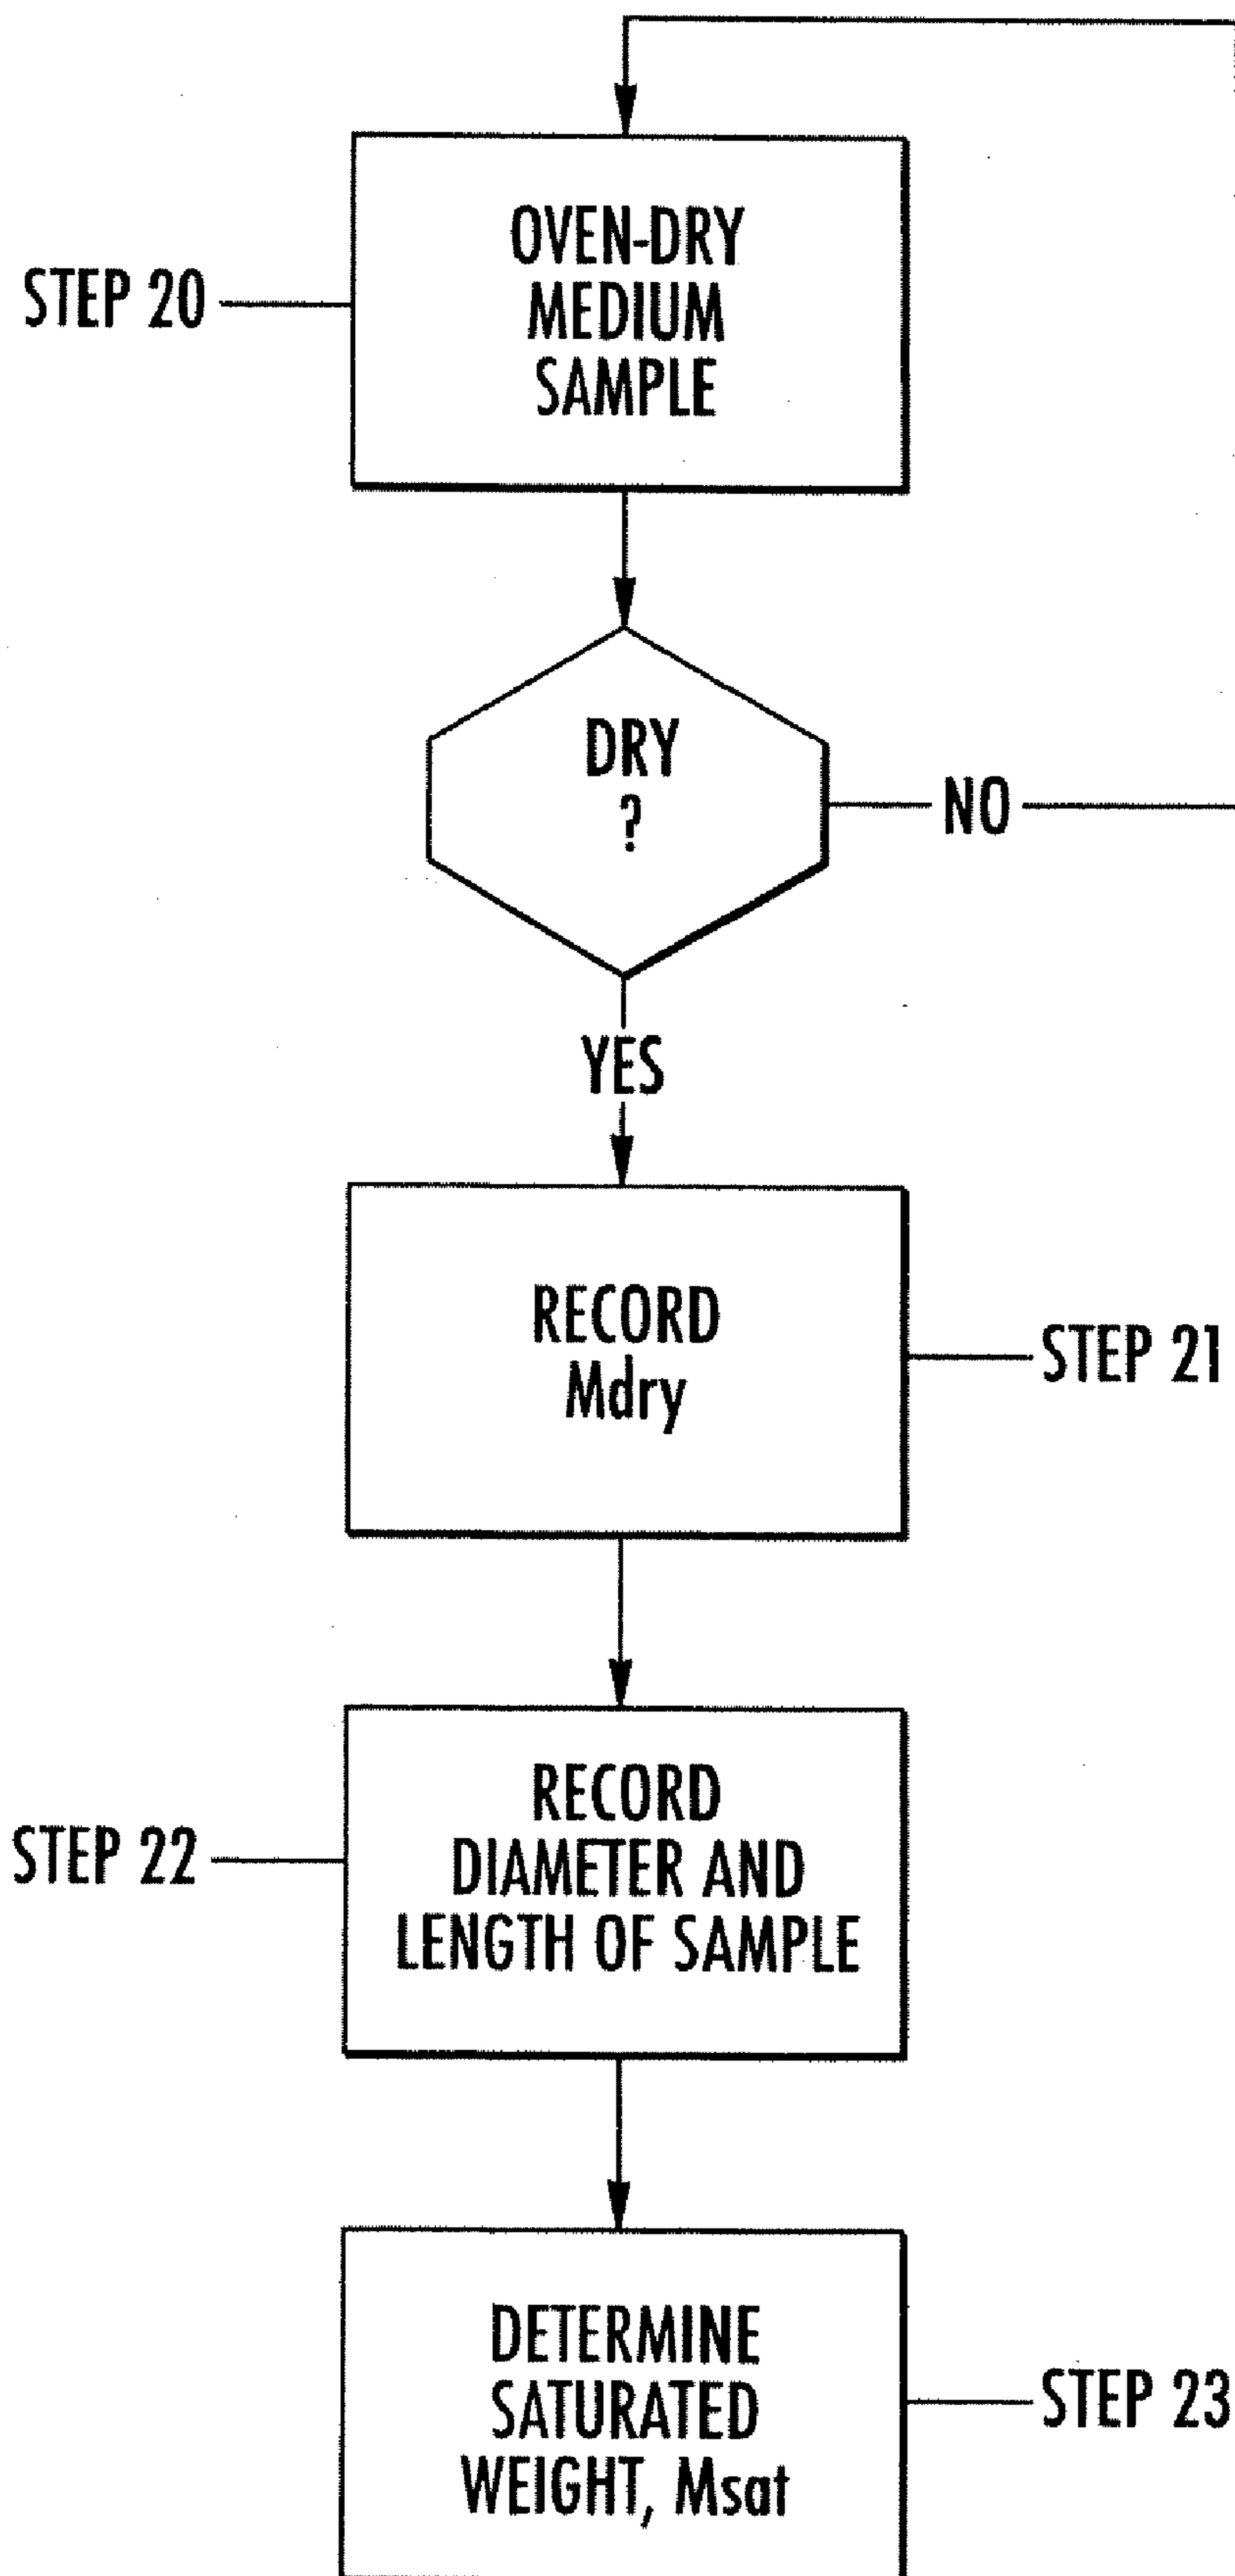 STEP 20
OVEN-DRY
MEDIUM
SAMPLE
DRY
?
NO
YES
RECORD
Mdry
STEP 21
STEP 22
RECORD
DIAMETER AND
LENGTH OF SAMPLE
DETERMINE
SATURATED
WEIGHT, Msat
STEP 23